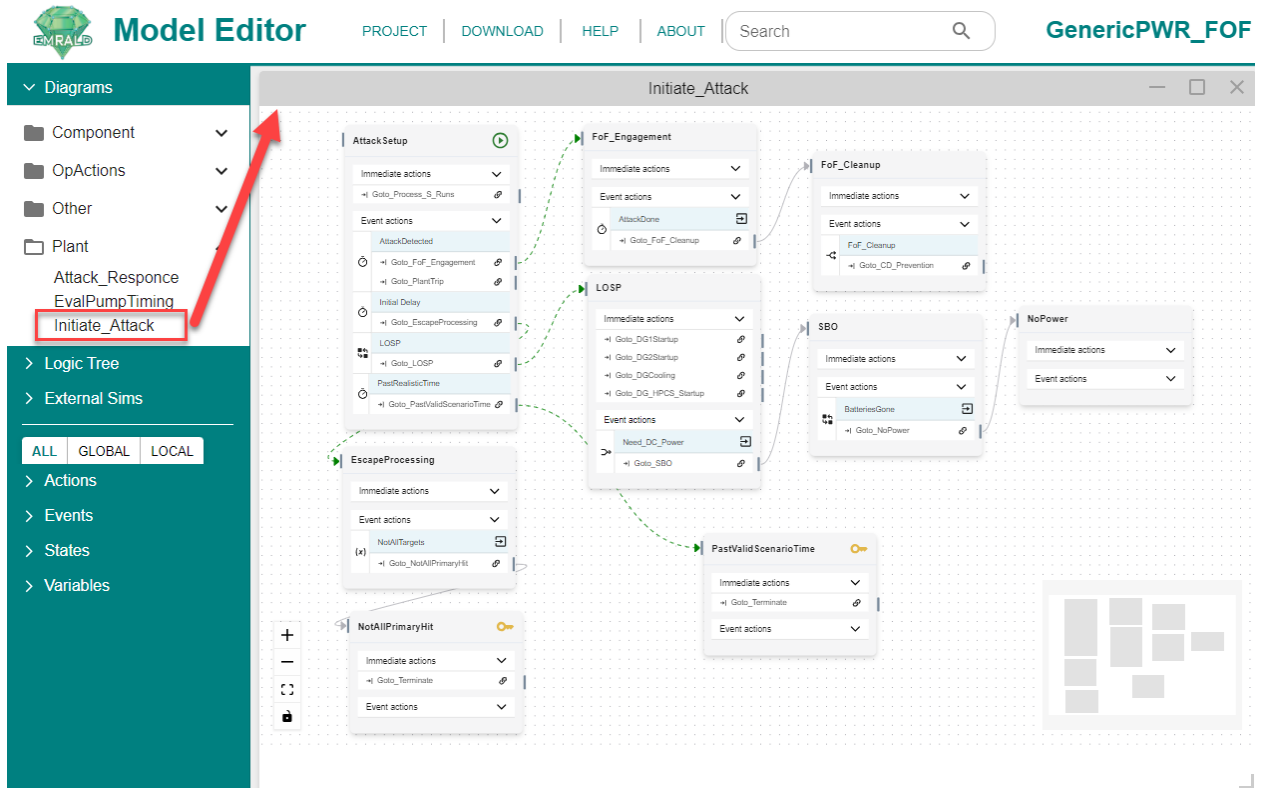 EMRALD
Model Editor
PROJECT
DOWNLOAD
HELP
ABOUT
Search
GenericPWR_FOF
Diagrams
Component
OpActions
Other
Plant
Attack_Responce
EvalPumpTiming
Initiate_Attack
Logic Tree
External Sims
ALL
GLOBAL
LOCAL
Actions
Events
States
Variables
Initiate_Attack
AttackSetup
Immediate actions
Goto_Process_S_Runs
Event actions
AttackDetected
Goto_FoF_Engagement
Goto_PlantTrip
Initial Delay
Goto_EscapeProcessing
LOSP
Goto_LOSP
PastRealisticTime
Goto_PastValidScenarioTime
FoF_Engagement
Immediate actions
Event actions
AttackDone
Goto_FoF_Cleanup
FoF_Cleanup
Immediate actions
Event actions
FoF_Cleanup
Goto_CD_Prevention
LOSP
Immediate actions
Goto_DG1Startup
Goto_DG2Startup
Goto_DGCooling
Goto_DG_HPCS_Startup
Event actions
Need_DC_Power
Goto_SBO
SBO
Immediate actions
Event actions
BatteriesGone
Goto_NoPower
NoPower
Immediate actions
Event actions
EscapeProcessing
Immediate actions
Event actions
(x)
NotAllTargets
Goto_NotAllPrimaryHit
PastValidScenarioTime
Immediate actions
Goto_Terminate
Event actions
NotAllPrimaryHit
Immediate actions
Goto_Terminate
Event actions